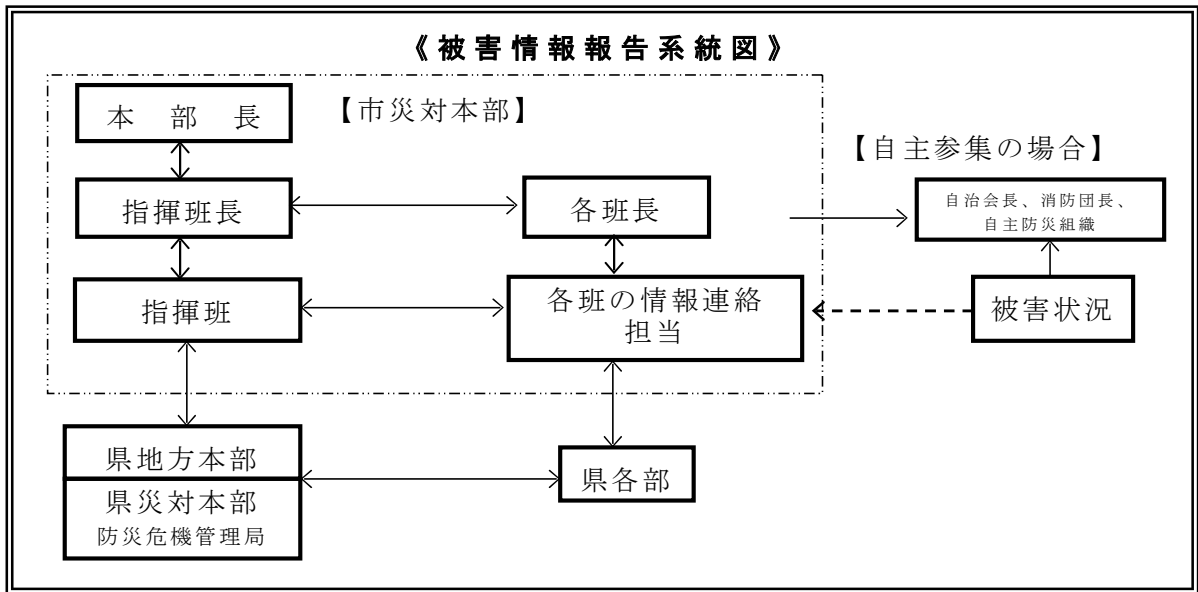 《被害情報報告系統図》
【市災対本部】
本 部 長
【自主参集の場合】
指揮班長
各班長
自治会長、消防団長、
自主防災組織
指揮班
各班の情報連絡
担当
被害状況
県地方本部
県災対本部
防災危機管理局
県各部